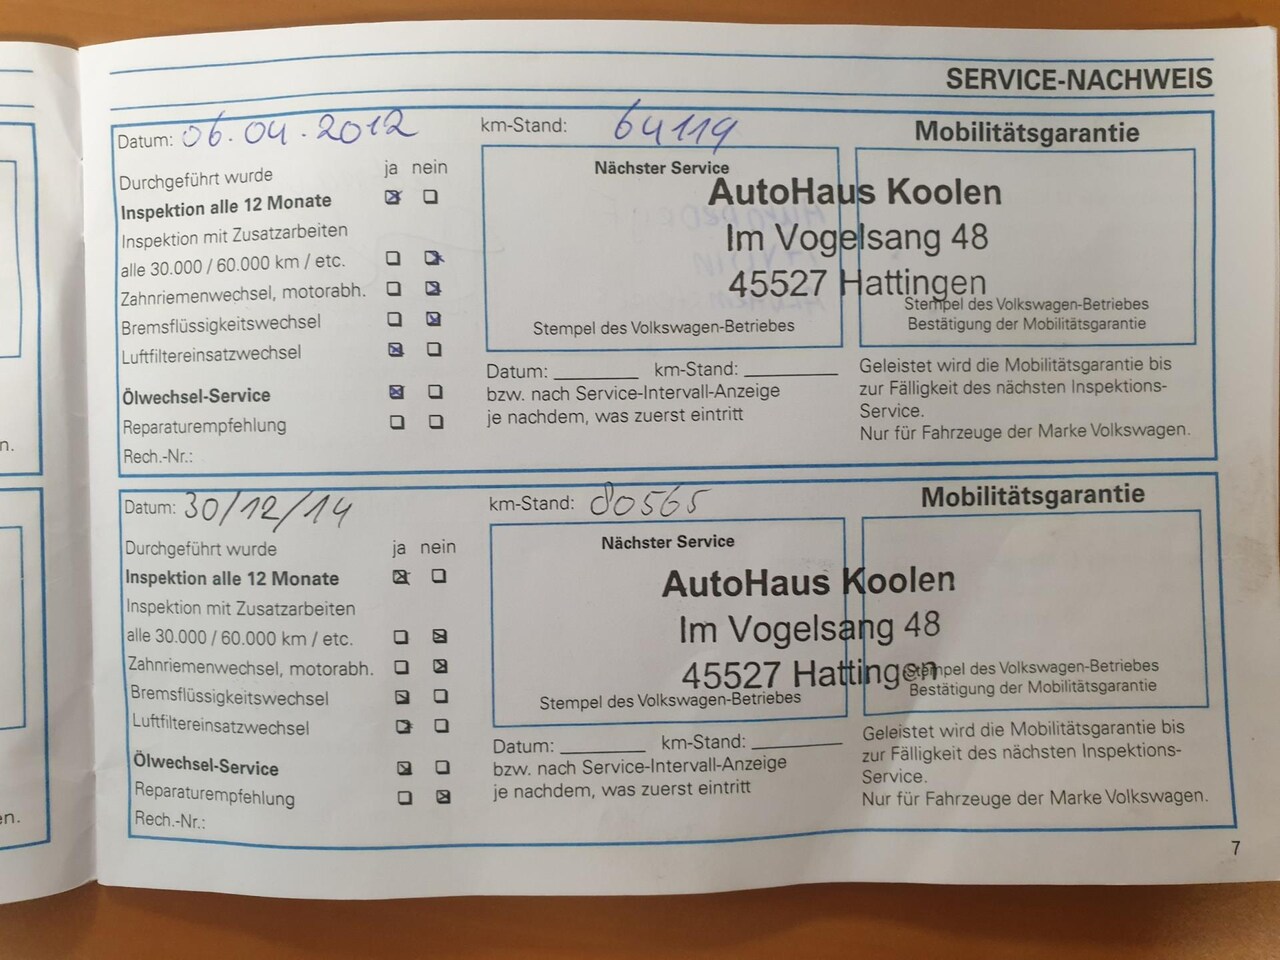 SERVICE-NACHWEIS
Datum: 06.04.2012
km-Stand: 64119
Mobilitätsgarantie
Durchgeführt wurde ja nein
Inspektion alle 12 Monate
Inspektion mit Zusatzarbeiten
alle 30.000 / 60.000 km / etc.
Zahnriemenwechsel, motorabh.
Bremsflüssigkeitswechsel
Luftfiltereinsatzwechsel
Ölwechsel-Service
Reparaturempfehlung
Rech.-Nr.:
Nächster Service
AutoHaus Koolen
Im Vogelsang 48
45527 Hattingen
Stempel des Volkswagen-Betriebes
Datum: km-Stand:
bzw. nach Service-Intervall-Anzeige
je nachdem, was zuerst eintritt
Stempel des Volkswagen-Betriebes
Bestätigung der Mobilitätsgarantie
Geleistet wird die Mobilitätsgarantie bis
zur Fälligkeit des nächsten Inspektions-
Service.
Nur für Fahrzeuge der Marke Volkswagen.
Datum: 30/12/14
km-Stand: 80565
Mobilitätsgarantie
Durchgeführt wurde ja nein
Inspektion alle 12 Monate
Inspektion mit Zusatzarbeiten
alle 30.000 / 60.000 km / etc.
Zahnriemenwechsel, motorabh.
Bremsflüssigkeitswechsel
Luftfiltereinsatzwechsel
Ölwechsel-Service
Reparaturempfehlung
Rech.-Nr.:
Nächster Service
AutoHaus Koolen
Im Vogelsang 48
45527 Hattingen
Stempel des Volkswagen-Betriebes
Datum: km-Stand:
bzw. nach Service-Intervall-Anzeige
je nachdem, was zuerst eintritt
Stempel des Volkswagen-Betriebes
Bestätigung der Mobilitätsgarantie
Geleistet wird die Mobilitätsgarantie bis
zur Fälligkeit des nächsten Inspektions-
Service.
Nur für Fahrzeuge der Marke Volkswagen.
7